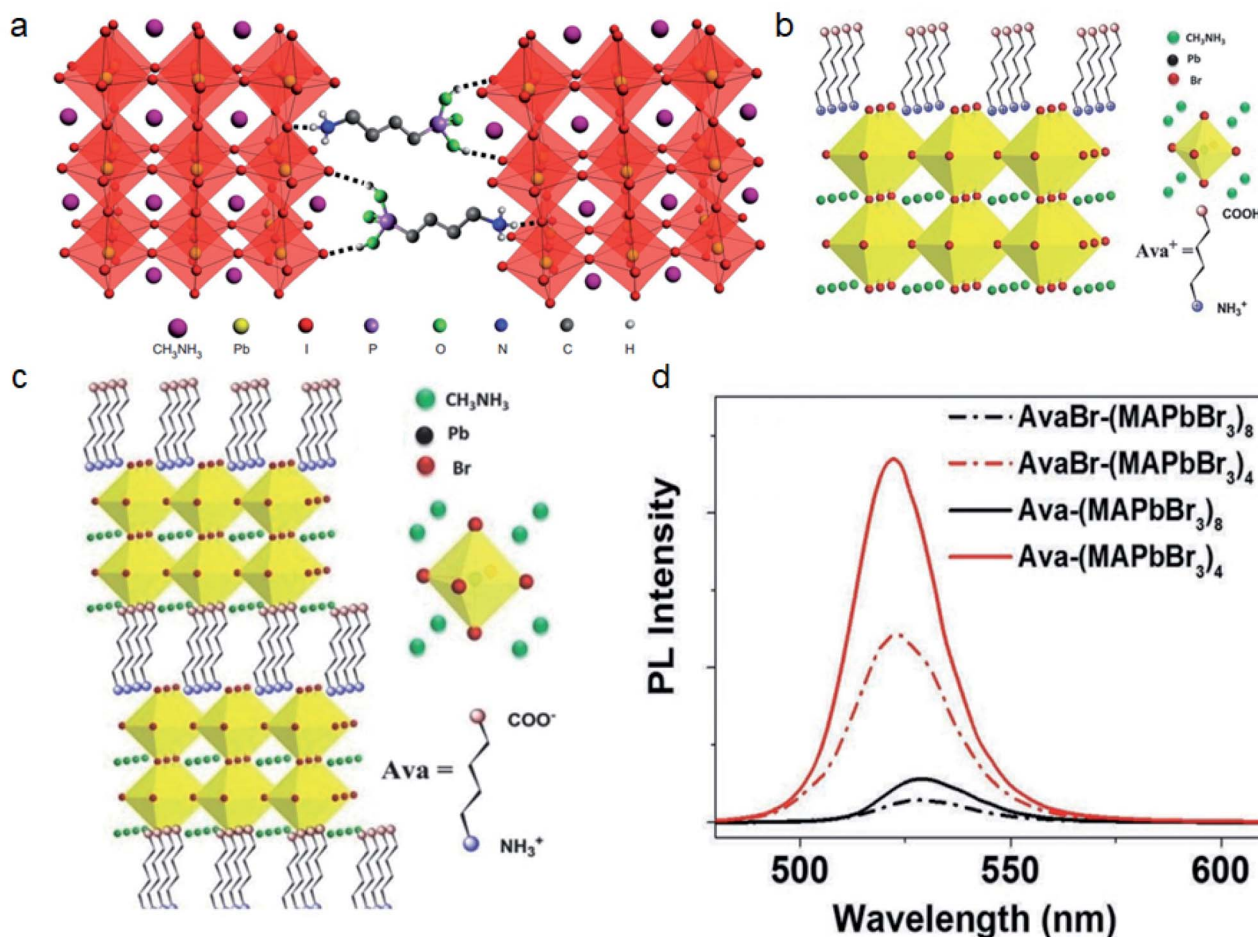 a
CH₃NH₃ Pb I P O N C H
b
CH₃NH₃
Pb
Br
COOH
Ava⁺ =
NH₃⁺
c
CH₃NH₃
Pb
Br
COO⁻
Ava =
NH₃⁺
d
AvaBr-(MAPbBr₃)₈
AvaBr-(MAPbBr₃)₄
Ava-(MAPbBr₃)₈
Ava-(MAPbBr₃)₄
PL Intensity
500 550 600
Wavelength (nm)